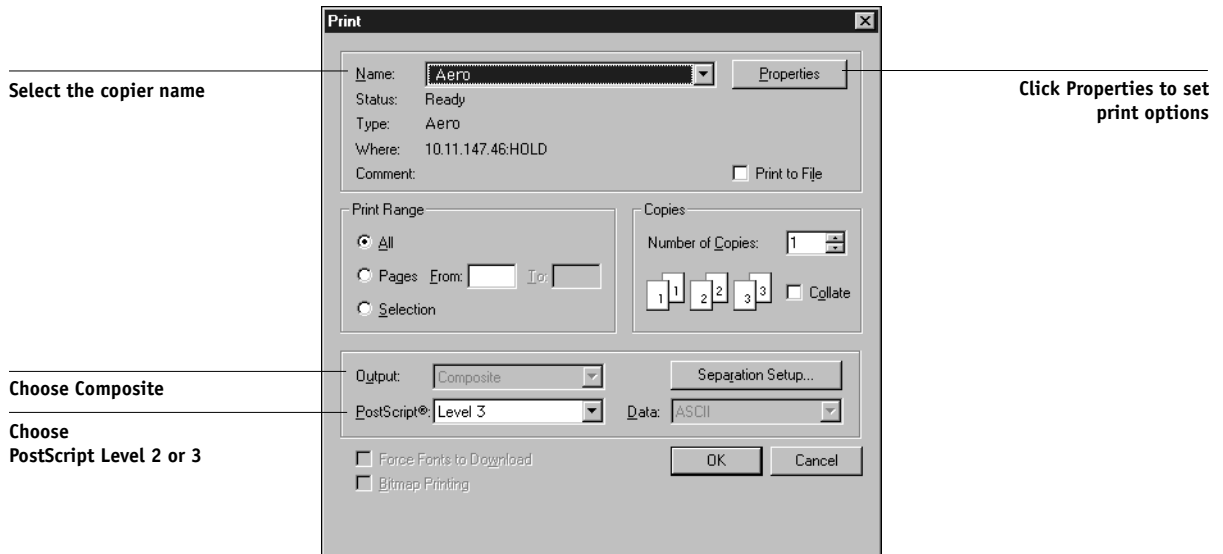 Print
Select the copier name
Name: Aero
Properties
Click Properties to set
print options
Status: Ready
Type: Aero
Where: 10.11.147.46:HOLD
Comment:
Print to File
Print Range
All
Pages From: To:
Selection
Copies
Number of Copies: 1
1 1 2 2 3 3
Collate
Choose Composite
Output: Composite
Separation Setup...
Choose
PostScript Level 2 or 3
PostScript®: Level 3
Data: ASCII
Force Fonts to Download
Bitmap Printing
OK
Cancel